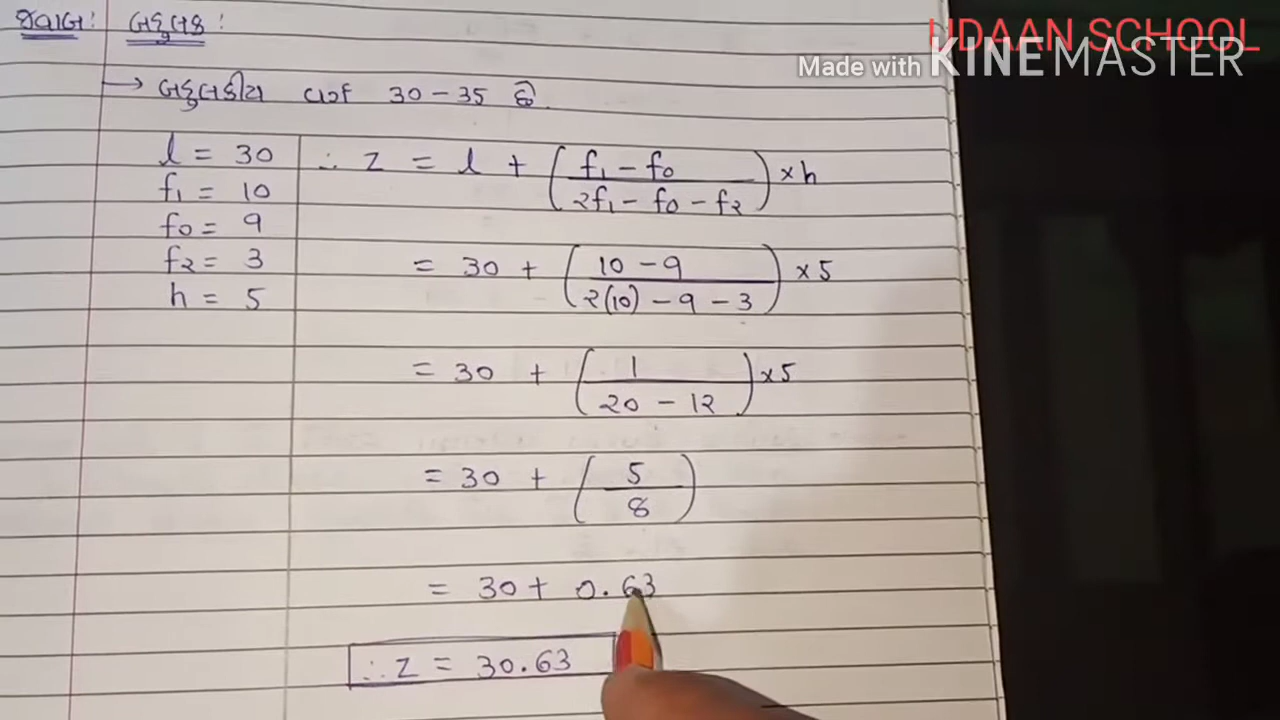 જવાબ: બહુલક :
UDAAN SCHOOL
Made with KINEMASTER
→ બહુલકીય વર્ગ 30 - 35 છે.
l = 30
f₁ = 10
f₀ = 9
f₂ = 3
h = 5
∴ Z = l + (f₁ - f₀ / 2f₁ - f₀ - f₂) × h
= 30 + (10 - 9 / 2(10) - 9 - 3) × 5
= 30 + (1 / 20 - 12) × 5
= 30 + (5 / 8)
= 30 + 0.63
∴ Z = 30.63